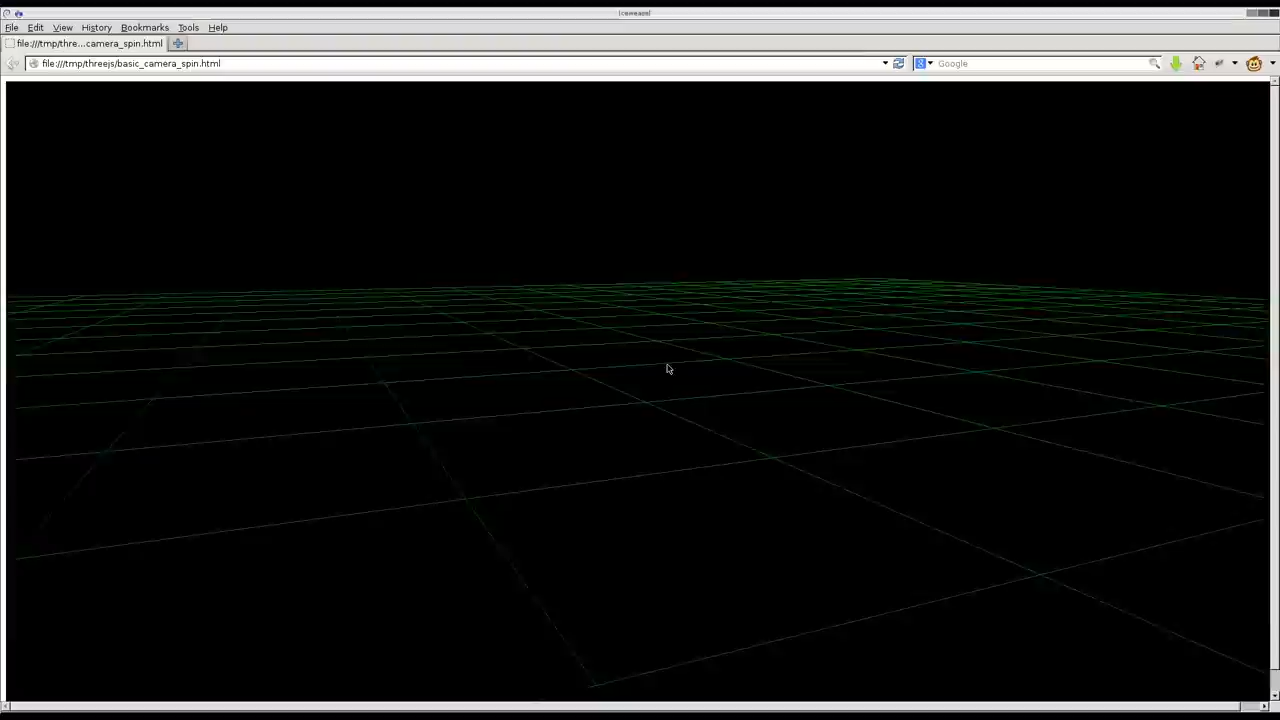 Iceweasel
File Edit View History Bookmarks Tools Help
file:///tmp/thre...camera_spin.html
file:///tmp/threejs/basic_camera_spin.html
Google